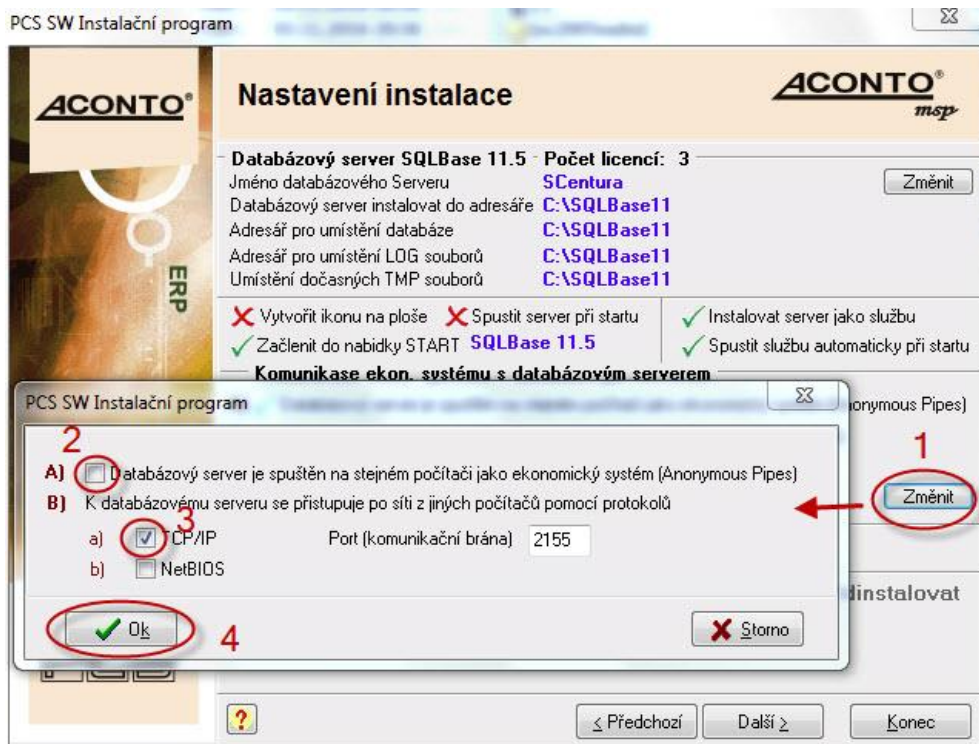 PCS SW Instalační program
ACONTO®
Nastavení instalace
ACONTO®
msp
ERP
Databázový server SQLBase 11.5 Počet licencí: 3
Jméno databázového Serveru SCentura
Změnit
Databázový server instalovat do adresáře C:\SQLBase11
Adresář pro umístění databáze C:\SQLBase11
Adresář pro umístění LOG souborů C:\SQLBase11
Umístění dočasných TMP souborů C:\SQLBase11
Vytvořit ikonu na ploše Spustit server při startu Instalovat server jako službu
Začlenit do nabidky START SQLBase 11.5 Spustit službu automaticky při startu
Komunikase ekon. systému s databázovým serverem
PCS SW Instalační program
onymous Pipes)
2
1
A) Databázový server je spuštěn na stejném počítači jako ekonomický systém (Anonymous Pipes)
B) K databázovému serveru se přistupuje po síti z jiných počítačů pomocí protokolů
Změnit
3
a) TCP/IP Port (komunikační brána) 2155
b) NetBIOS
dinstalovat
Ok
4
Storno
? < Předchozí Další > Konec